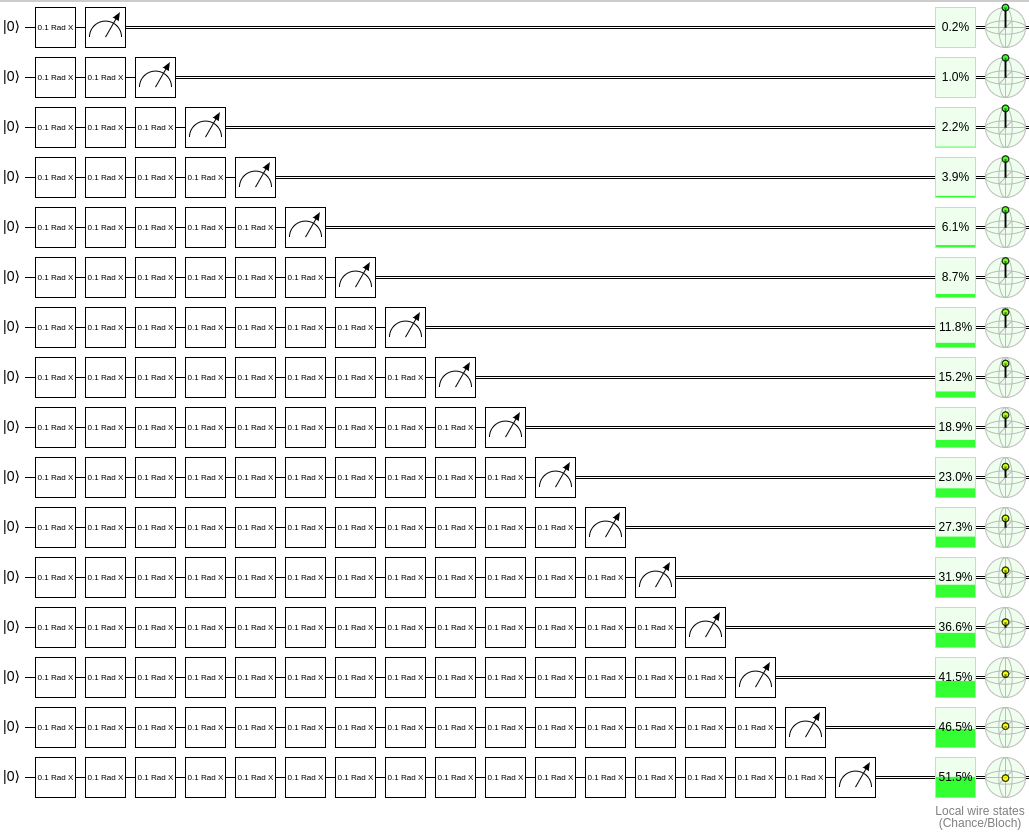 |0⟩ 0.1 Rad X 0.2%
|0⟩ 0.1 Rad X 0.1 Rad X 1.0%
|0⟩ 0.1 Rad X 0.1 Rad X 0.1 Rad X 2.2%
|0⟩ 0.1 Rad X 0.1 Rad X 0.1 Rad X 0.1 Rad X 3.9%
|0⟩ 0.1 Rad X 0.1 Rad X 0.1 Rad X 0.1 Rad X 0.1 Rad X 6.1%
|0⟩ 0.1 Rad X 0.1 Rad X 0.1 Rad X 0.1 Rad X 0.1 Rad X 0.1 Rad X 8.7%
|0⟩ 0.1 Rad X 0.1 Rad X 0.1 Rad X 0.1 Rad X 0.1 Rad X 0.1 Rad X 0.1 Rad X 11.8%
|0⟩ 0.1 Rad X 0.1 Rad X 0.1 Rad X 0.1 Rad X 0.1 Rad X 0.1 Rad X 0.1 Rad X 0.1 Rad X 15.2%
|0⟩ 0.1 Rad X 0.1 Rad X 0.1 Rad X 0.1 Rad X 0.1 Rad X 0.1 Rad X 0.1 Rad X 0.1 Rad X 0.1 Rad X 18.9%
|0⟩ 0.1 Rad X 0.1 Rad X 0.1 Rad X 0.1 Rad X 0.1 Rad X 0.1 Rad X 0.1 Rad X 0.1 Rad X 0.1 Rad X 0.1 Rad X 23.0%
|0⟩ 0.1 Rad X 0.1 Rad X 0.1 Rad X 0.1 Rad X 0.1 Rad X 0.1 Rad X 0.1 Rad X 0.1 Rad X 0.1 Rad X 0.1 Rad X 0.1 Rad X 27.3%
|0⟩ 0.1 Rad X 0.1 Rad X 0.1 Rad X 0.1 Rad X 0.1 Rad X 0.1 Rad X 0.1 Rad X 0.1 Rad X 0.1 Rad X 0.1 Rad X 0.1 Rad X 0.1 Rad X 31.9%
|0⟩ 0.1 Rad X 0.1 Rad X 0.1 Rad X 0.1 Rad X 0.1 Rad X 0.1 Rad X 0.1 Rad X 0.1 Rad X 0.1 Rad X 0.1 Rad X 0.1 Rad X 0.1 Rad X 0.1 Rad X 36.6%
|0⟩ 0.1 Rad X 0.1 Rad X 0.1 Rad X 0.1 Rad X 0.1 Rad X 0.1 Rad X 0.1 Rad X 0.1 Rad X 0.1 Rad X 0.1 Rad X 0.1 Rad X 0.1 Rad X 0.1 Rad X 0.1 Rad X 41.5%
|0⟩ 0.1 Rad X 0.1 Rad X 0.1 Rad X 0.1 Rad X 0.1 Rad X 0.1 Rad X 0.1 Rad X 0.1 Rad X 0.1 Rad X 0.1 Rad X 0.1 Rad X 0.1 Rad X 0.1 Rad X 0.1 Rad X 0.1 Rad X 46.5%
|0⟩ 0.1 Rad X 0.1 Rad X 0.1 Rad X 0.1 Rad X 0.1 Rad X 0.1 Rad X 0.1 Rad X 0.1 Rad X 0.1 Rad X 0.1 Rad X 0.1 Rad X 0.1 Rad X 0.1 Rad X 0.1 Rad X 0.1 Rad X 0.1 Rad X 51.5%
Local wire states
(Chance/Bloch)